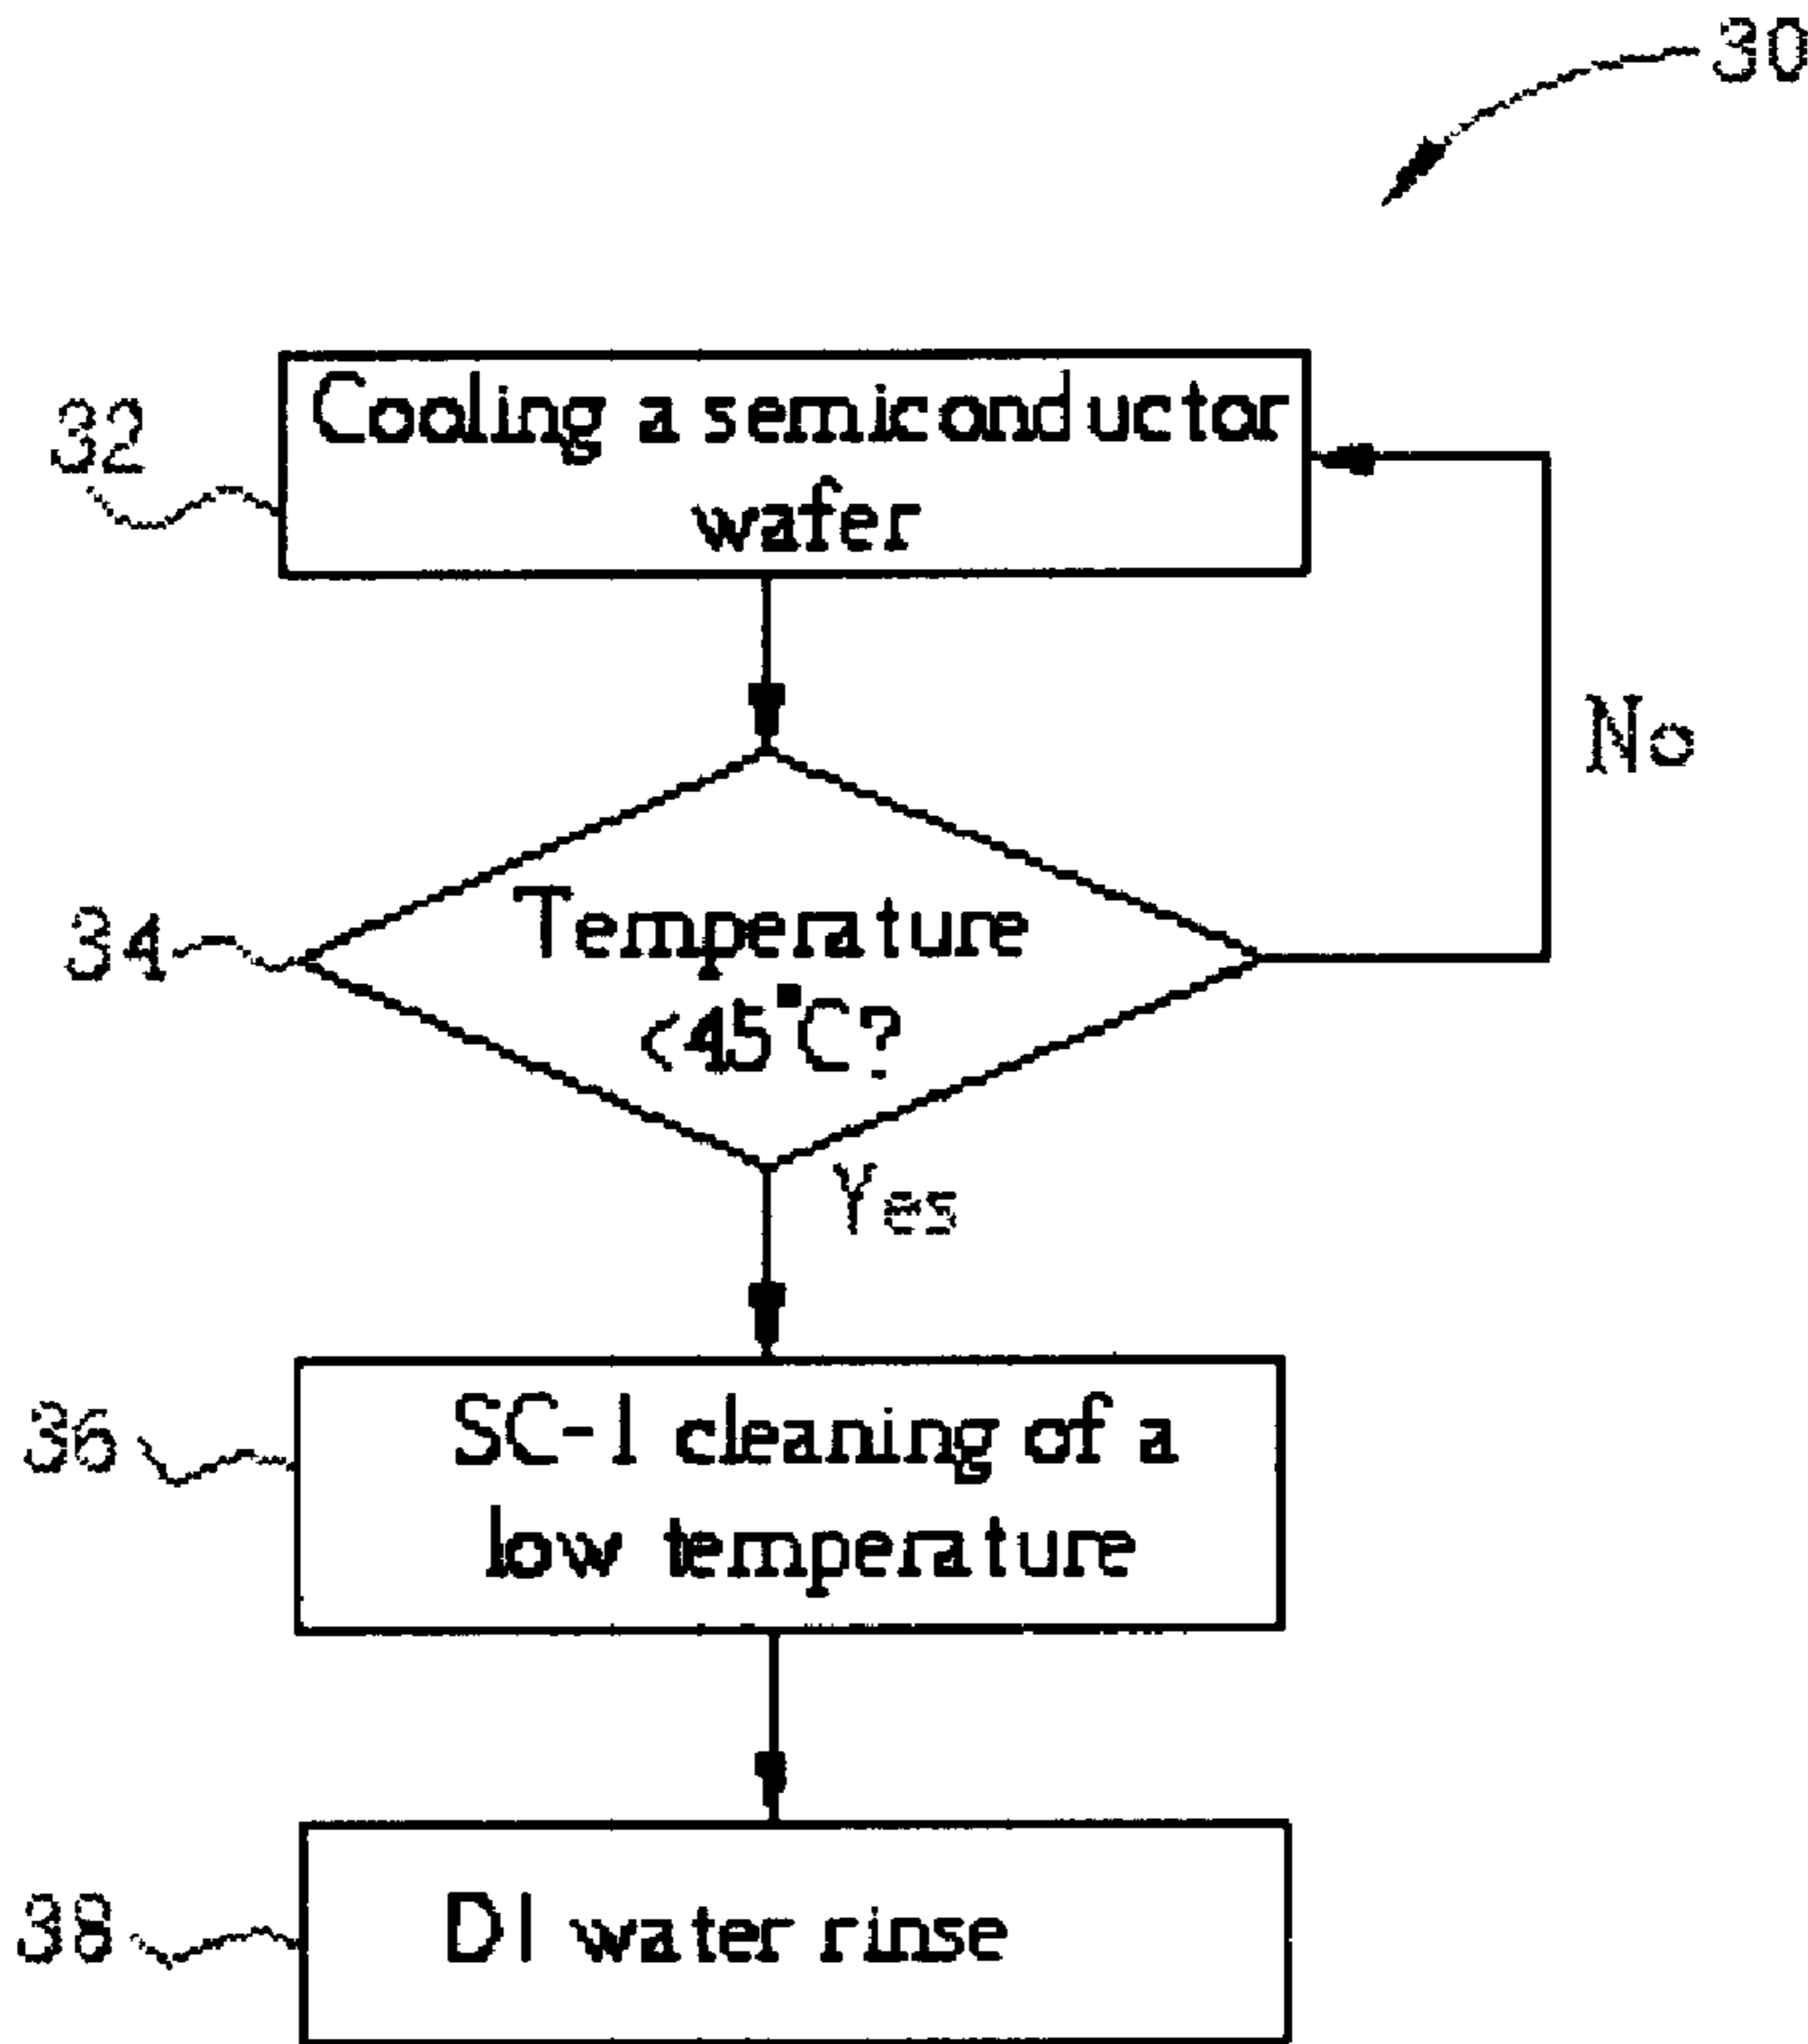 30
32
Cooling a semiconductor
wafer
No
34
Temperature
<45°C?
Yes
36
SC-1 cleaning of a
low temperature
38
DI water rinse